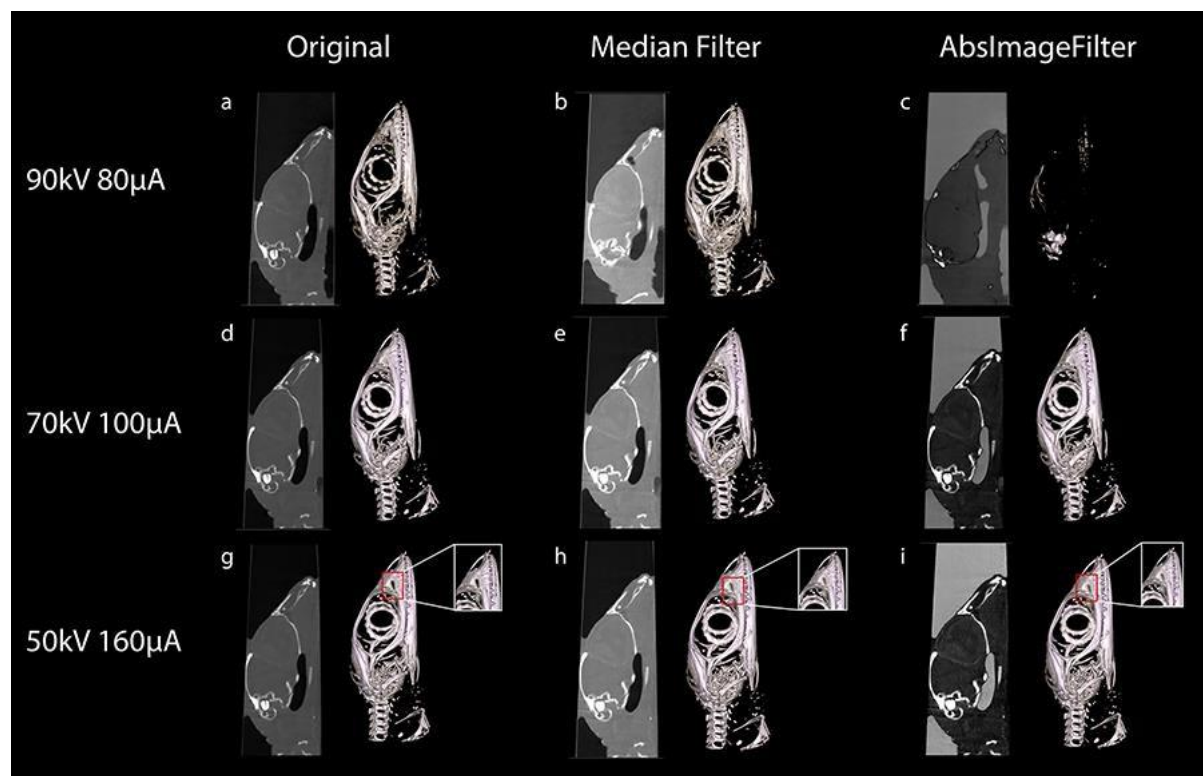 Original Median Filter AbsImageFilter
a b c
90kV 80µA
d e f
70kV 100µA
g h i
50kV 160µA